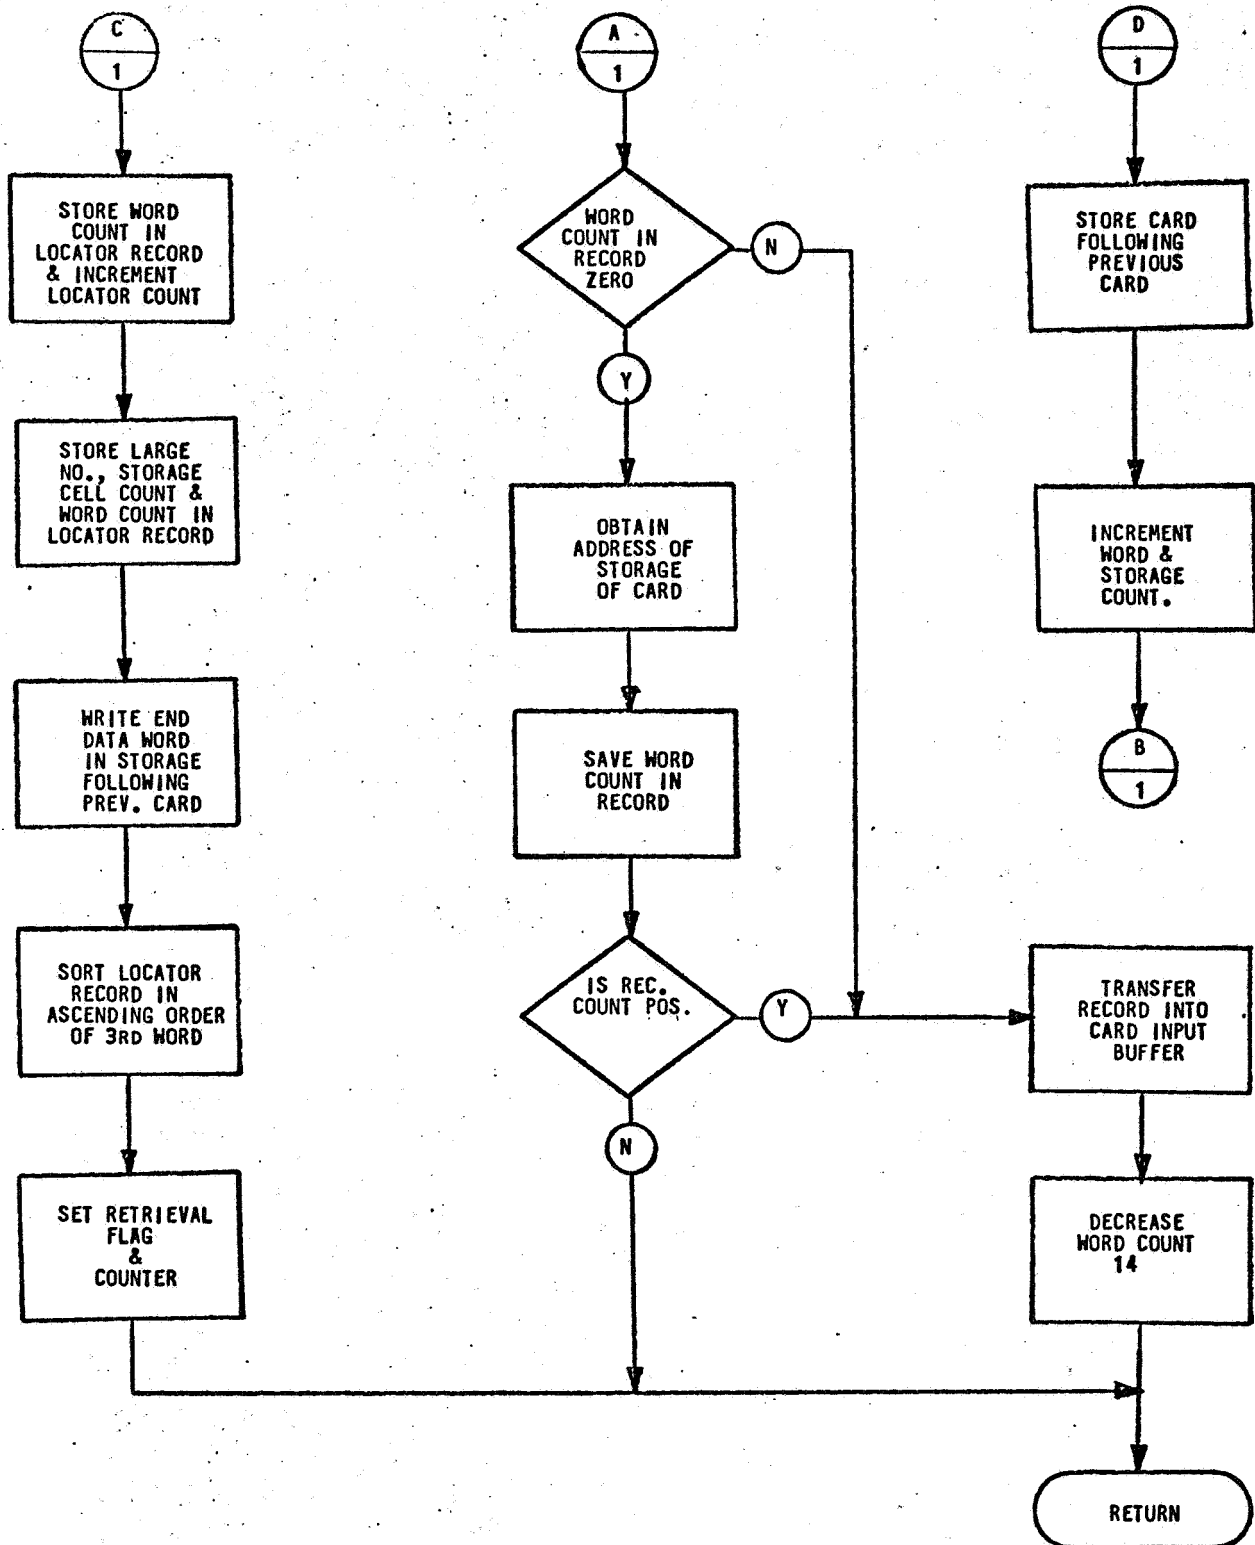 C
1
STORE WORD
COUNT IN
LOCATOR RECORD
& INCREMENT
LOCATOR COUNT
STORE LARGE
NO., STORAGE
CELL COUNT &
WORD COUNT IN
LOCATOR RECORD
WRITE END
DATA WORD
IN STORAGE
FOLLOWING
PREV. CARD
SORT LOCATOR
RECORD IN
ASCENDING ORDER
OF 3RD WORD
SET RETRIEVAL
FLAG
&
COUNTER
A
1
WORD
COUNT IN
RECORD
ZERO
N
Y
OBTAIN
ADDRESS OF
STORAGE
OF CARD
SAVE WORD
COUNT IN
RECORD
IS REC.
COUNT POS.
Y
N
D
1
STORE CARD
FOLLOWING
PREVIOUS
CARD
INCREMENT
WORD &
STORAGE
COUNT.
B
1
TRANSFER
RECORD INTO
CARD INPUT
BUFFER
DECREASE
WORD COUNT
14
RETURN